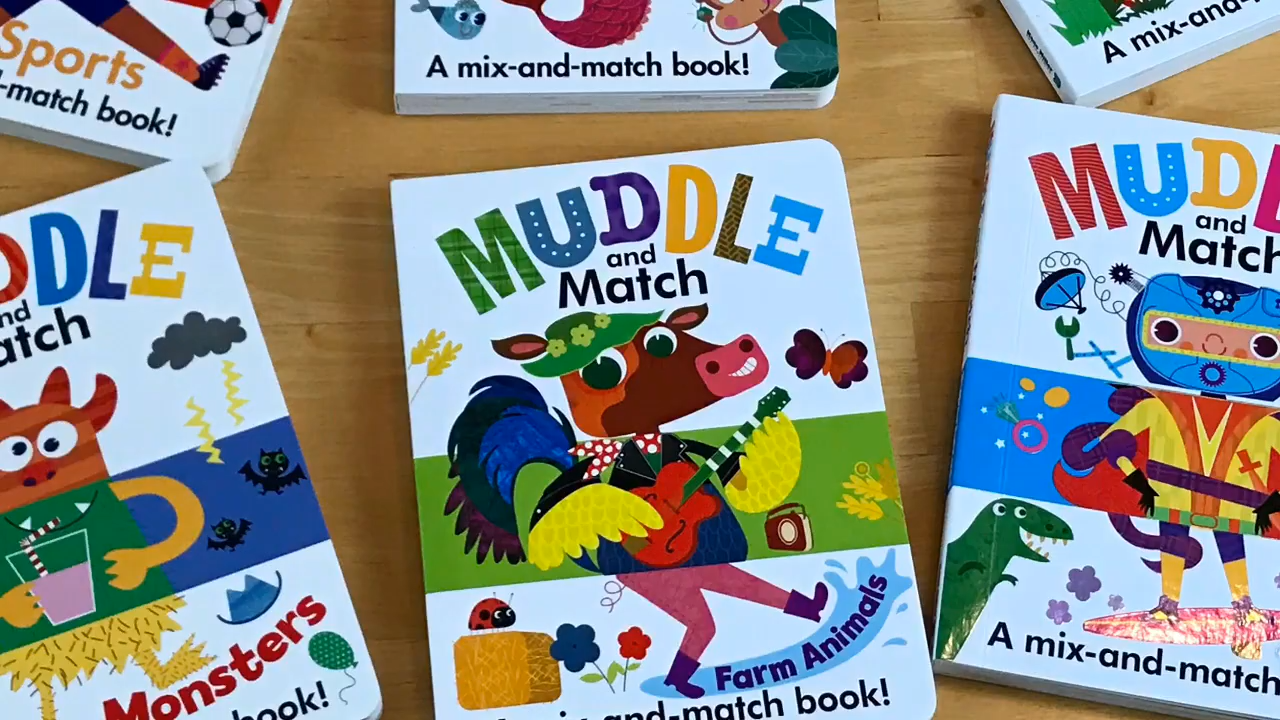 Sports
-match book!
A mix-and-match book!
A mix-and-
DDLE
nd
atch
Monsters
book!
MUDDLE
and
Match
Farm Animals
mix-and-match book!
MUDD
and
Match
A mix-and-match